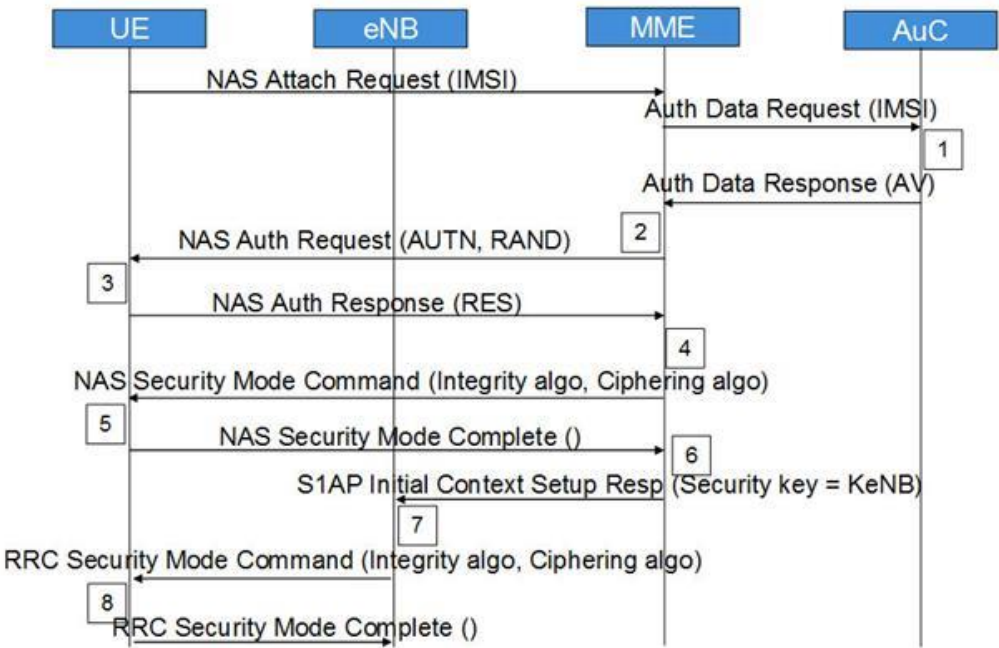 UE
eNB
MME
AuC
NAS Attach Request (IMSI)
Auth Data Request (IMSI)
1
Auth Data Response (AV)
2
NAS Auth Request (AUTN, RAND)
3
NAS Auth Response (RES)
4
NAS Security Mode Command (Integrity algo, Ciphering algo)
5
NAS Security Mode Complete ()
6
S1AP Initial Context Setup Resp (Security key = KeNB)
7
RRC Security Mode Command (Integrity algo, Ciphering algo)
8
RRC Security Mode Complete ()